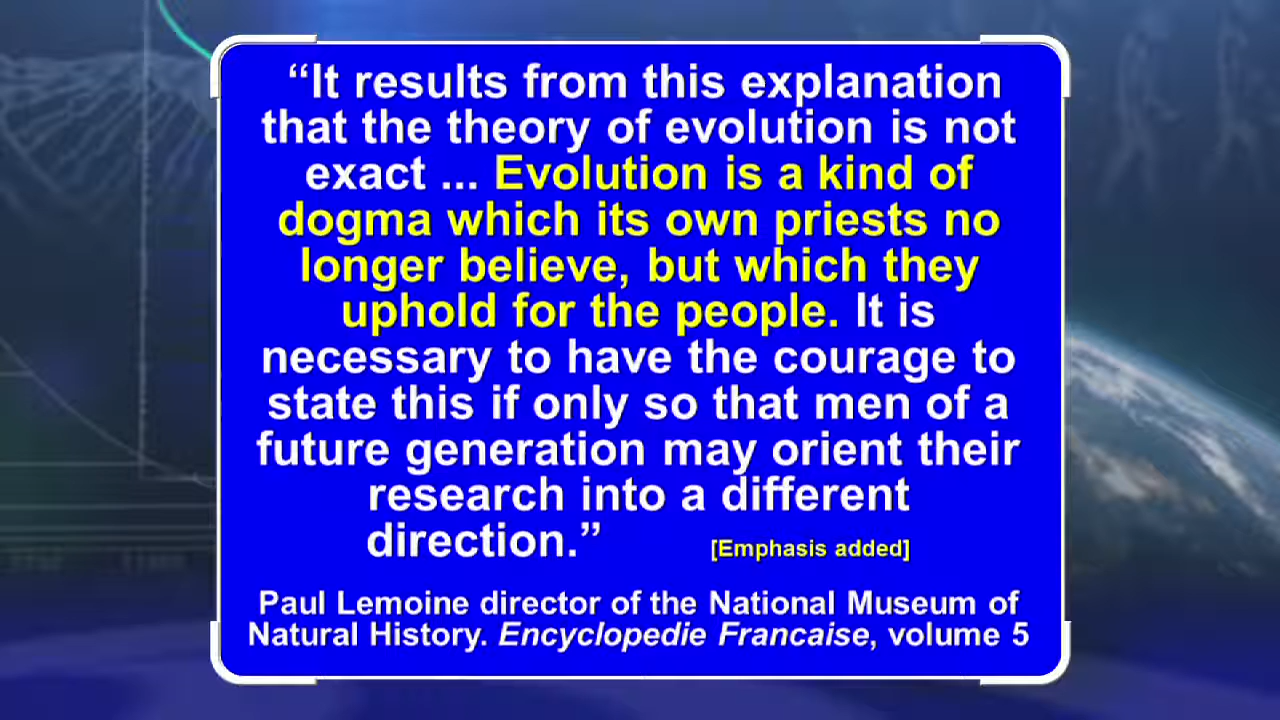 “It results from this explanation
that the theory of evolution is not
exact ... Evolution is a kind of
dogma which its own priests no
longer believe, but which they
uphold for the people. It is
necessary to have the courage to
state this if only so that men of a
future generation may orient their
research into a different
direction.” [Emphasis added]
Paul Lemoine director of the National Museum of
Natural History. Encyclopedie Francaise, volume 5